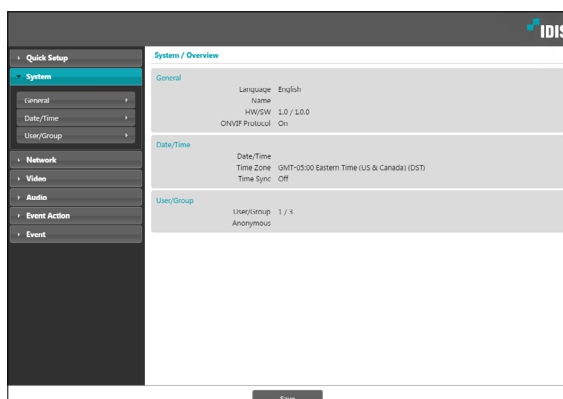 IDIS
Quick Setup
System
General
Date/Time
User/Group
Network
Video
Audio
Event Action
Event
System / Overview
General
Language English
Name
HW/SW 1.0 / 1.0.0
ONVIF Protocol On
Date/Time
Date/Time
Time Zone GMT-05:00 Eastern Time (US & Canada) (DST)
Time Sync Off
User/Group
User/Group 1 / 3
Anonymous
Save